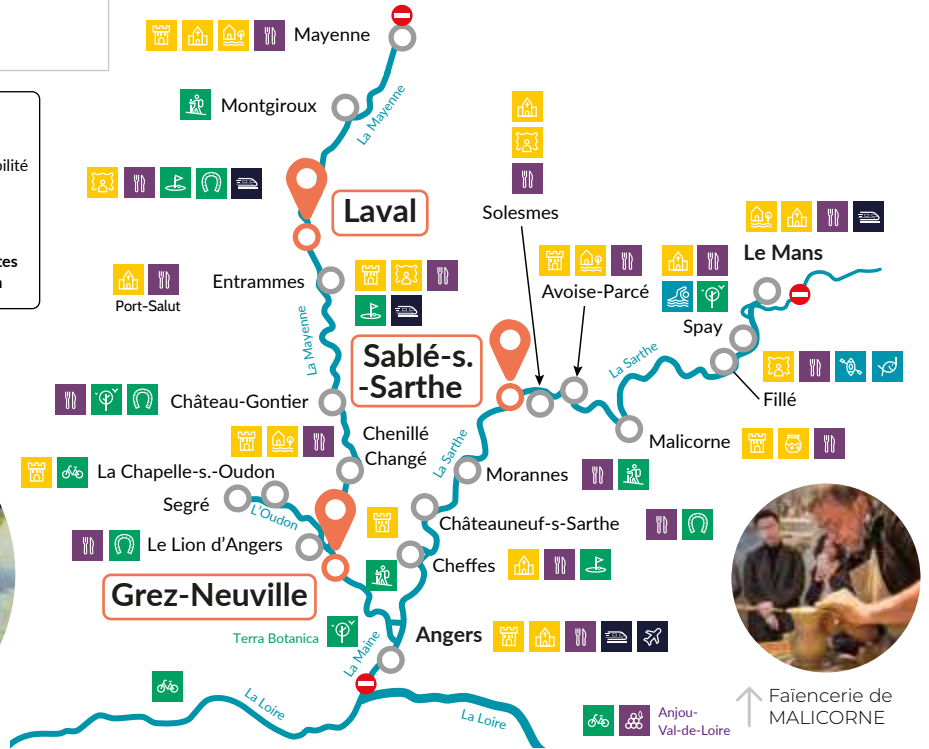 Mayenne
La Mayenne
Montgiroux
bilité
Laval
Solesmes
Le Mans
tes
Port-Salut
Entrammes
Avoise-Parcé
Spay
La Mayenne
Sablé-s.
-Sarthe
La Sarthe
Fillé
Château-Gontier
Chenillé
Changé
La Sarthe
Malicorne
La Chapelle-s.-Oudon
Segré
L'Oudon
Morannes
Châteauneuf-s-Sarthe
Le Lion d'Angers
Cheffes
Grez-Neuville
Terra Botanica
La Maine
Angers
La Loire
La Loire
Anjou-
Val-de-Loire
Faïencerie de
MALICORNE